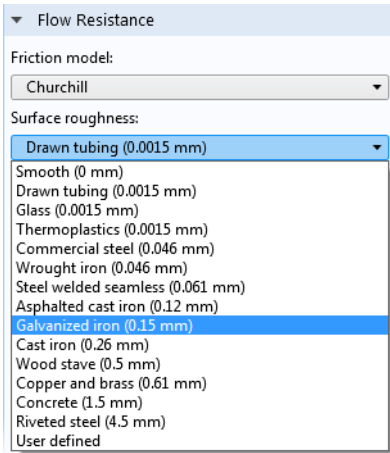 Flow Resistance
Friction model:
Churchill
Surface roughness:
Drawn tubing (0.0015 mm)
Smooth (0 mm)
Drawn tubing (0.0015 mm)
Glass (0.0015 mm)
Thermoplastics (0.0015 mm)
Commercial steel (0.046 mm)
Wrought iron (0.046 mm)
Steel welded seamless (0.061 mm)
Asphalted cast iron (0.12 mm)
Galvanized iron (0.15 mm)
Cast iron (0.26 mm)
Wood stave (0.5 mm)
Copper and brass (0.61 mm)
Concrete (1.5 mm)
Riveted steel (4.5 mm)
User defined